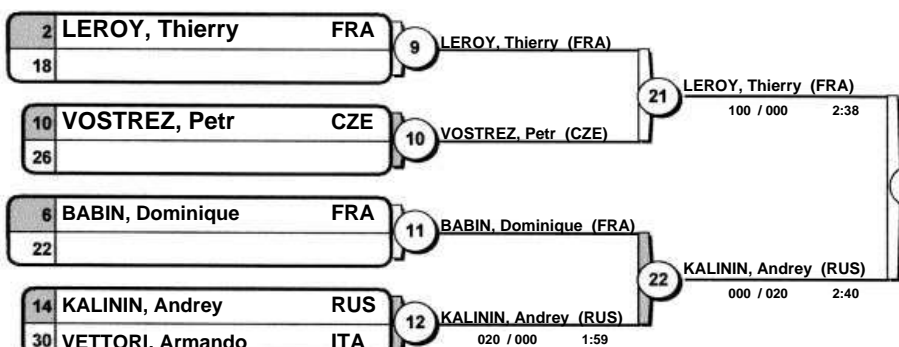 2 LEROY, Thierry FRA
18
9
LEROY, Thierry (FRA)
10 VOSTREZ, Petr CZE
26
10
VOSTREZ, Petr (CZE)
21
LEROY, Thierry (FRA)
100 / 000 2:38
6 BABIN, Dominique FRA
22
11
BABIN, Dominique (FRA)
14 KALININ, Andrey RUS
30 VETTORI, Armando ITA
12
KALININ, Andrey (RUS)
020 / 000 1:59
22
KALININ, Andrey (RUS)
000 / 020 2:40